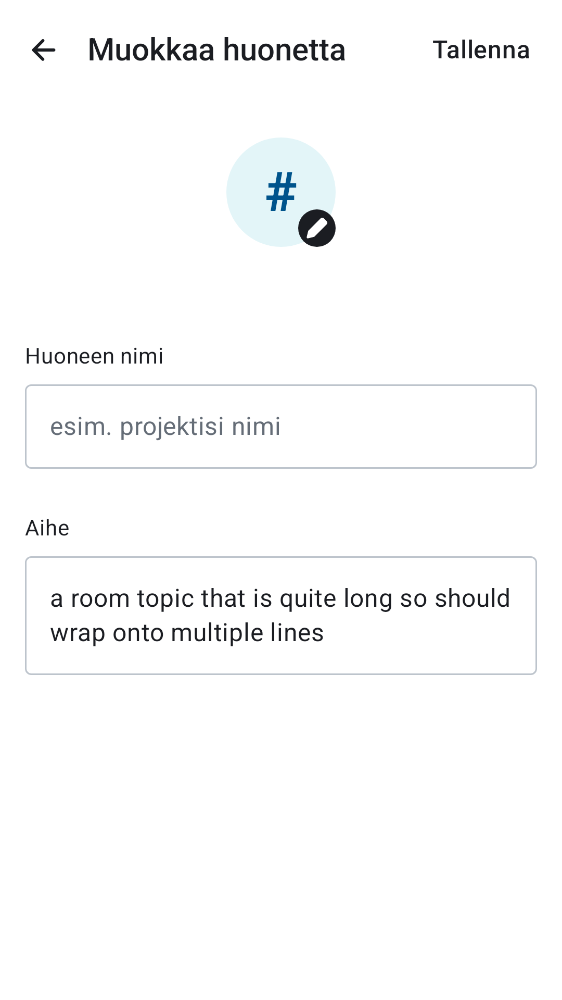 Muokkaa huonetta
Tallenna
#
Huoneen nimi
esim. projektisi nimi
Aihe
a room topic that is quite long so should
wrap onto multiple lines